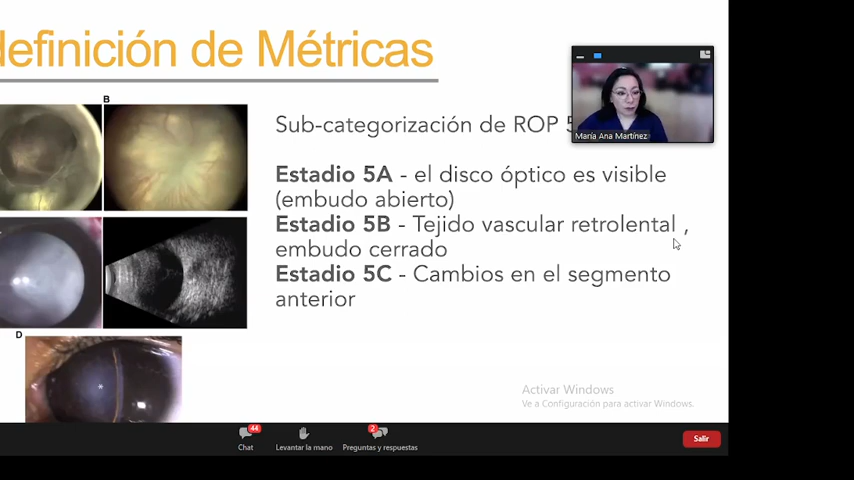 definición de Métricas
B
Sub-categorización de ROP 5
María Ana Martínez
Estadio 5A - el disco óptico es visible
(embudo abierto)
Estadio 5B - Tejido vascular retrolental ,
embudo cerrado
Estadio 5C - Cambios en el segmento
anterior
D
*
Activar Windows
Ve a Configuración para activar Windows.
44
2
Chat
Levantar la mano
Preguntas y respuestas
Salir